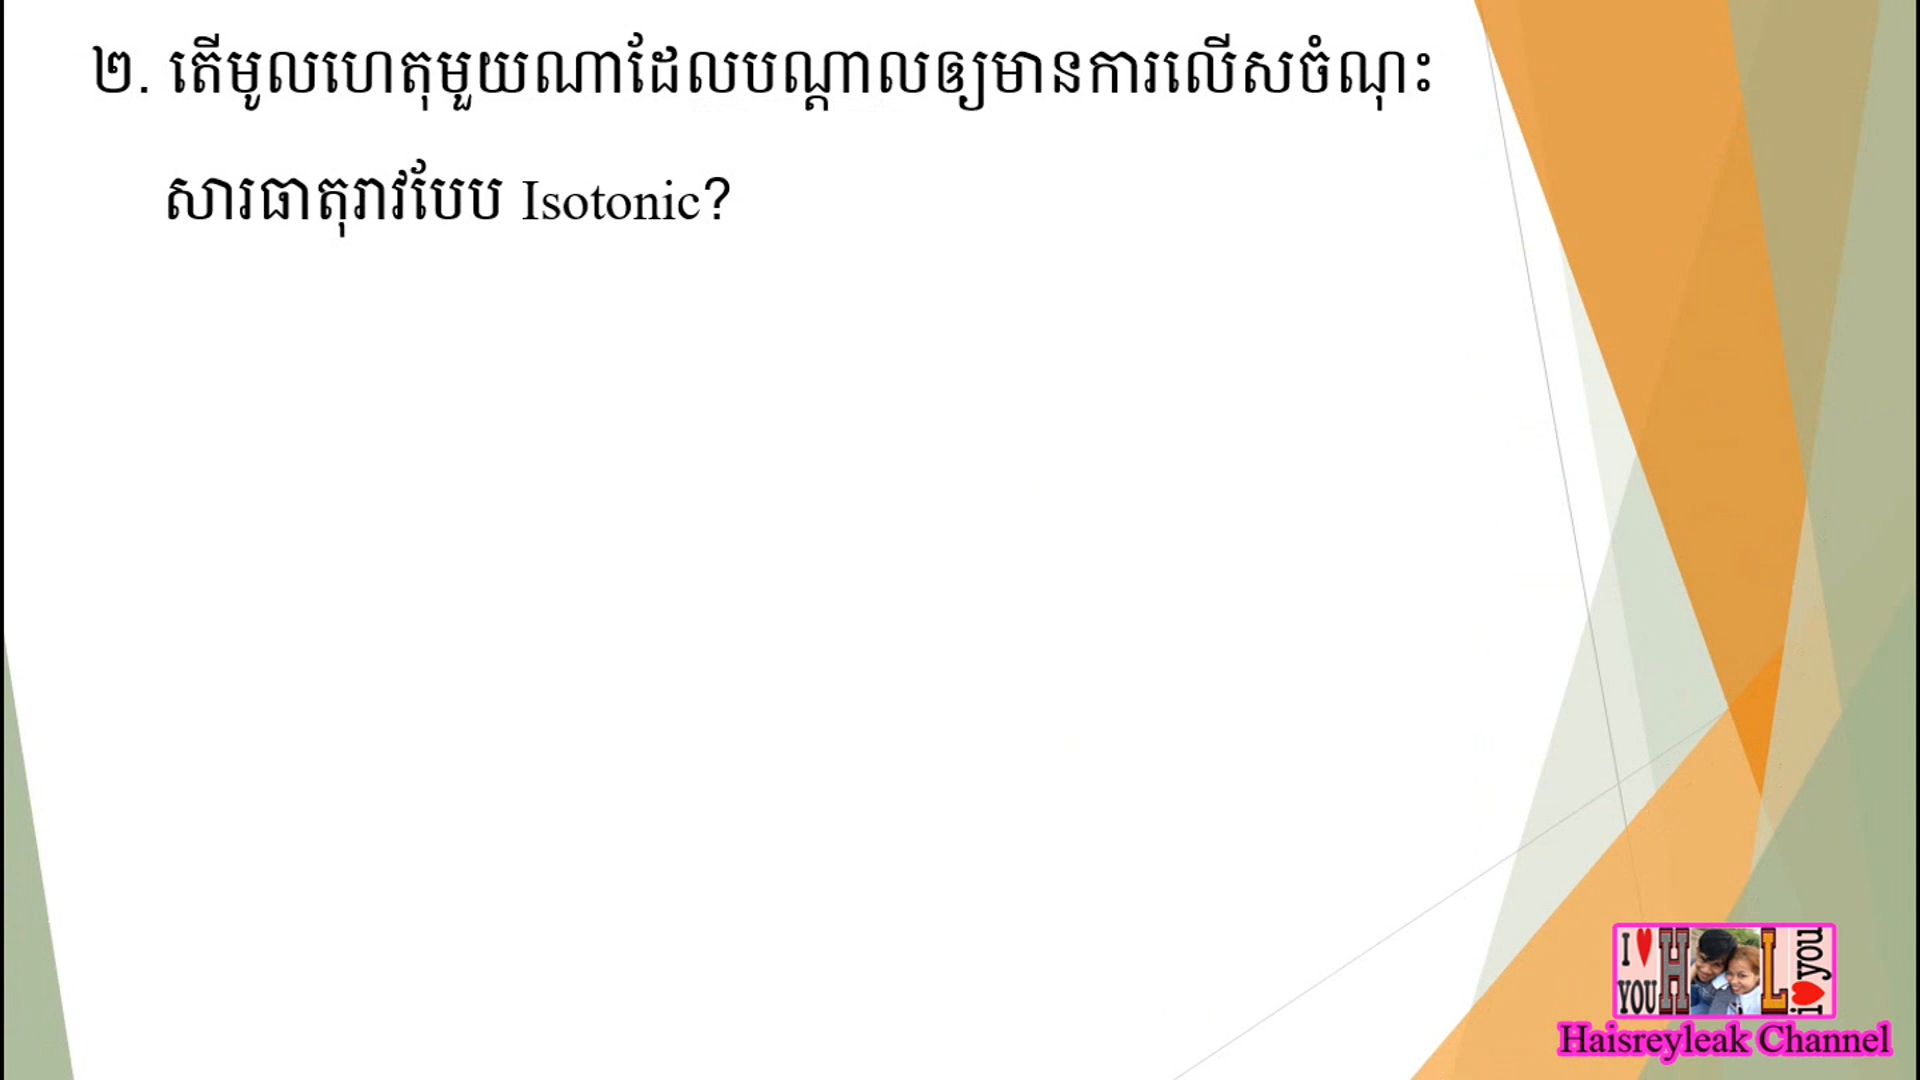 ២. តើមូលហេតុមួយណាដែលបណ្តាលឲ្យមានការលើសចំណុះ
សារធាតុរាវបែប Isotonic?
I ♥ YOU
H
L
i ♥ you
Haisreyleak Channel